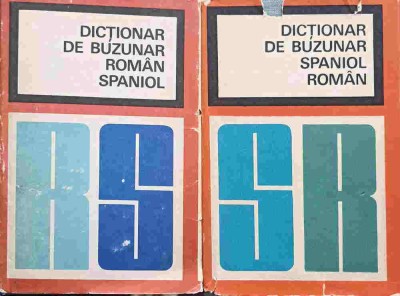 DICȚIONAR
DE BUZUNAR
ROMÂN
SPANIOL
RS
DICȚIONAR
DE BUZUNAR
SPANIOL
ROMÂN
SR